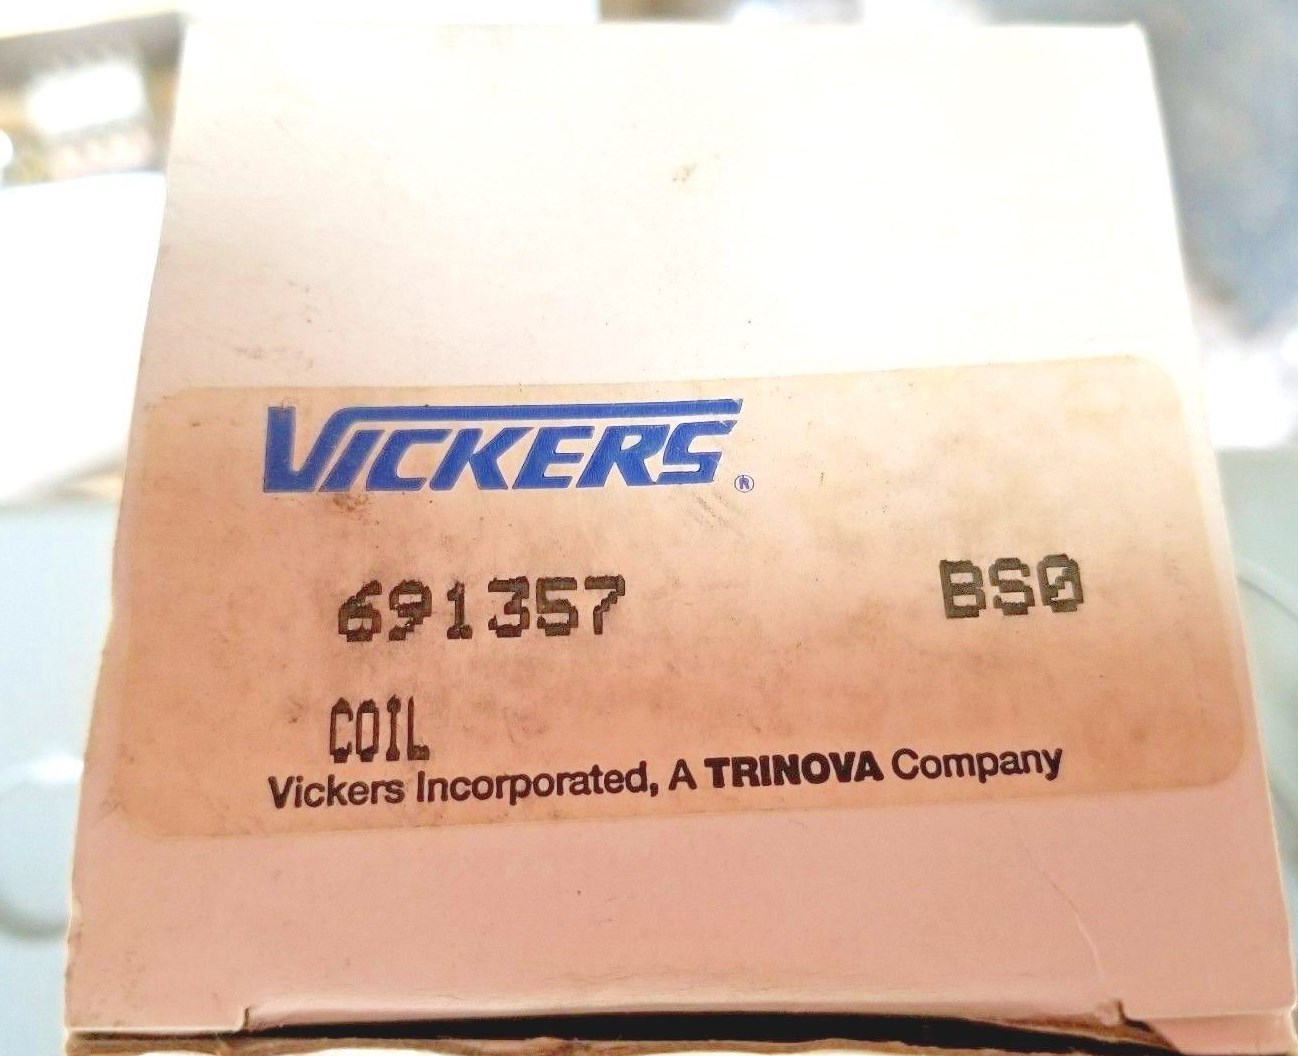 VICKERS®
691357 BS0
COIL
Vickers Incorporated, A TRINOVA Company